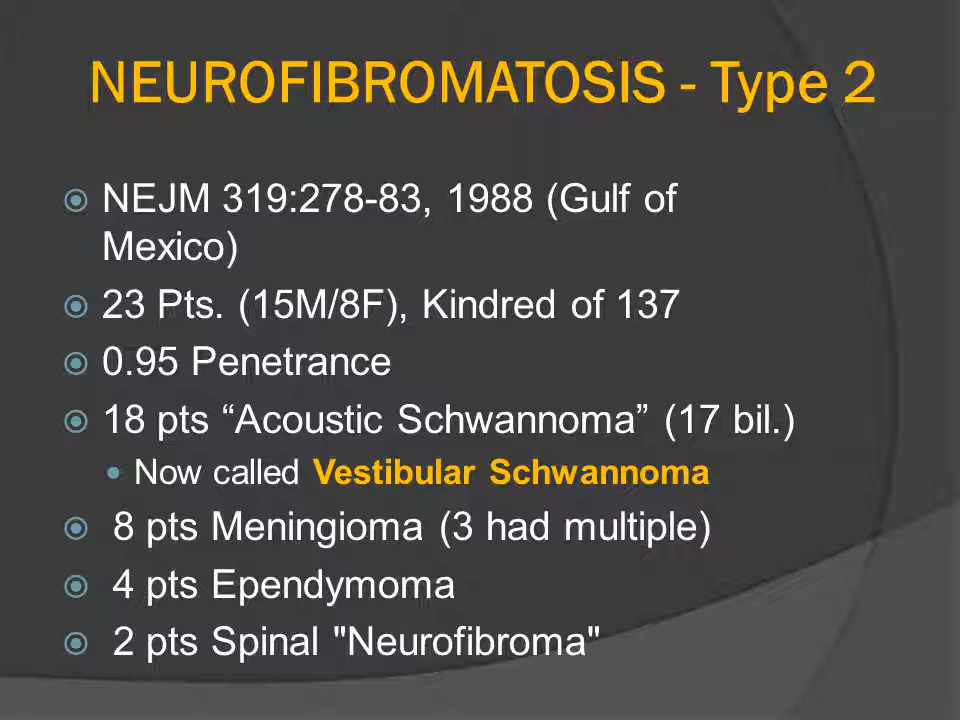 NEUROFIBROMATOSIS - Type 2
NEJM 319:278-83, 1988 (Gulf of
Mexico)
23 Pts. (15M/8F), Kindred of 137
0.95 Penetrance
18 pts “Acoustic Schwannoma” (17 bil.)
Now called Vestibular Schwannoma
8 pts Meningioma (3 had multiple)
4 pts Ependymoma
2 pts Spinal "Neurofibroma"